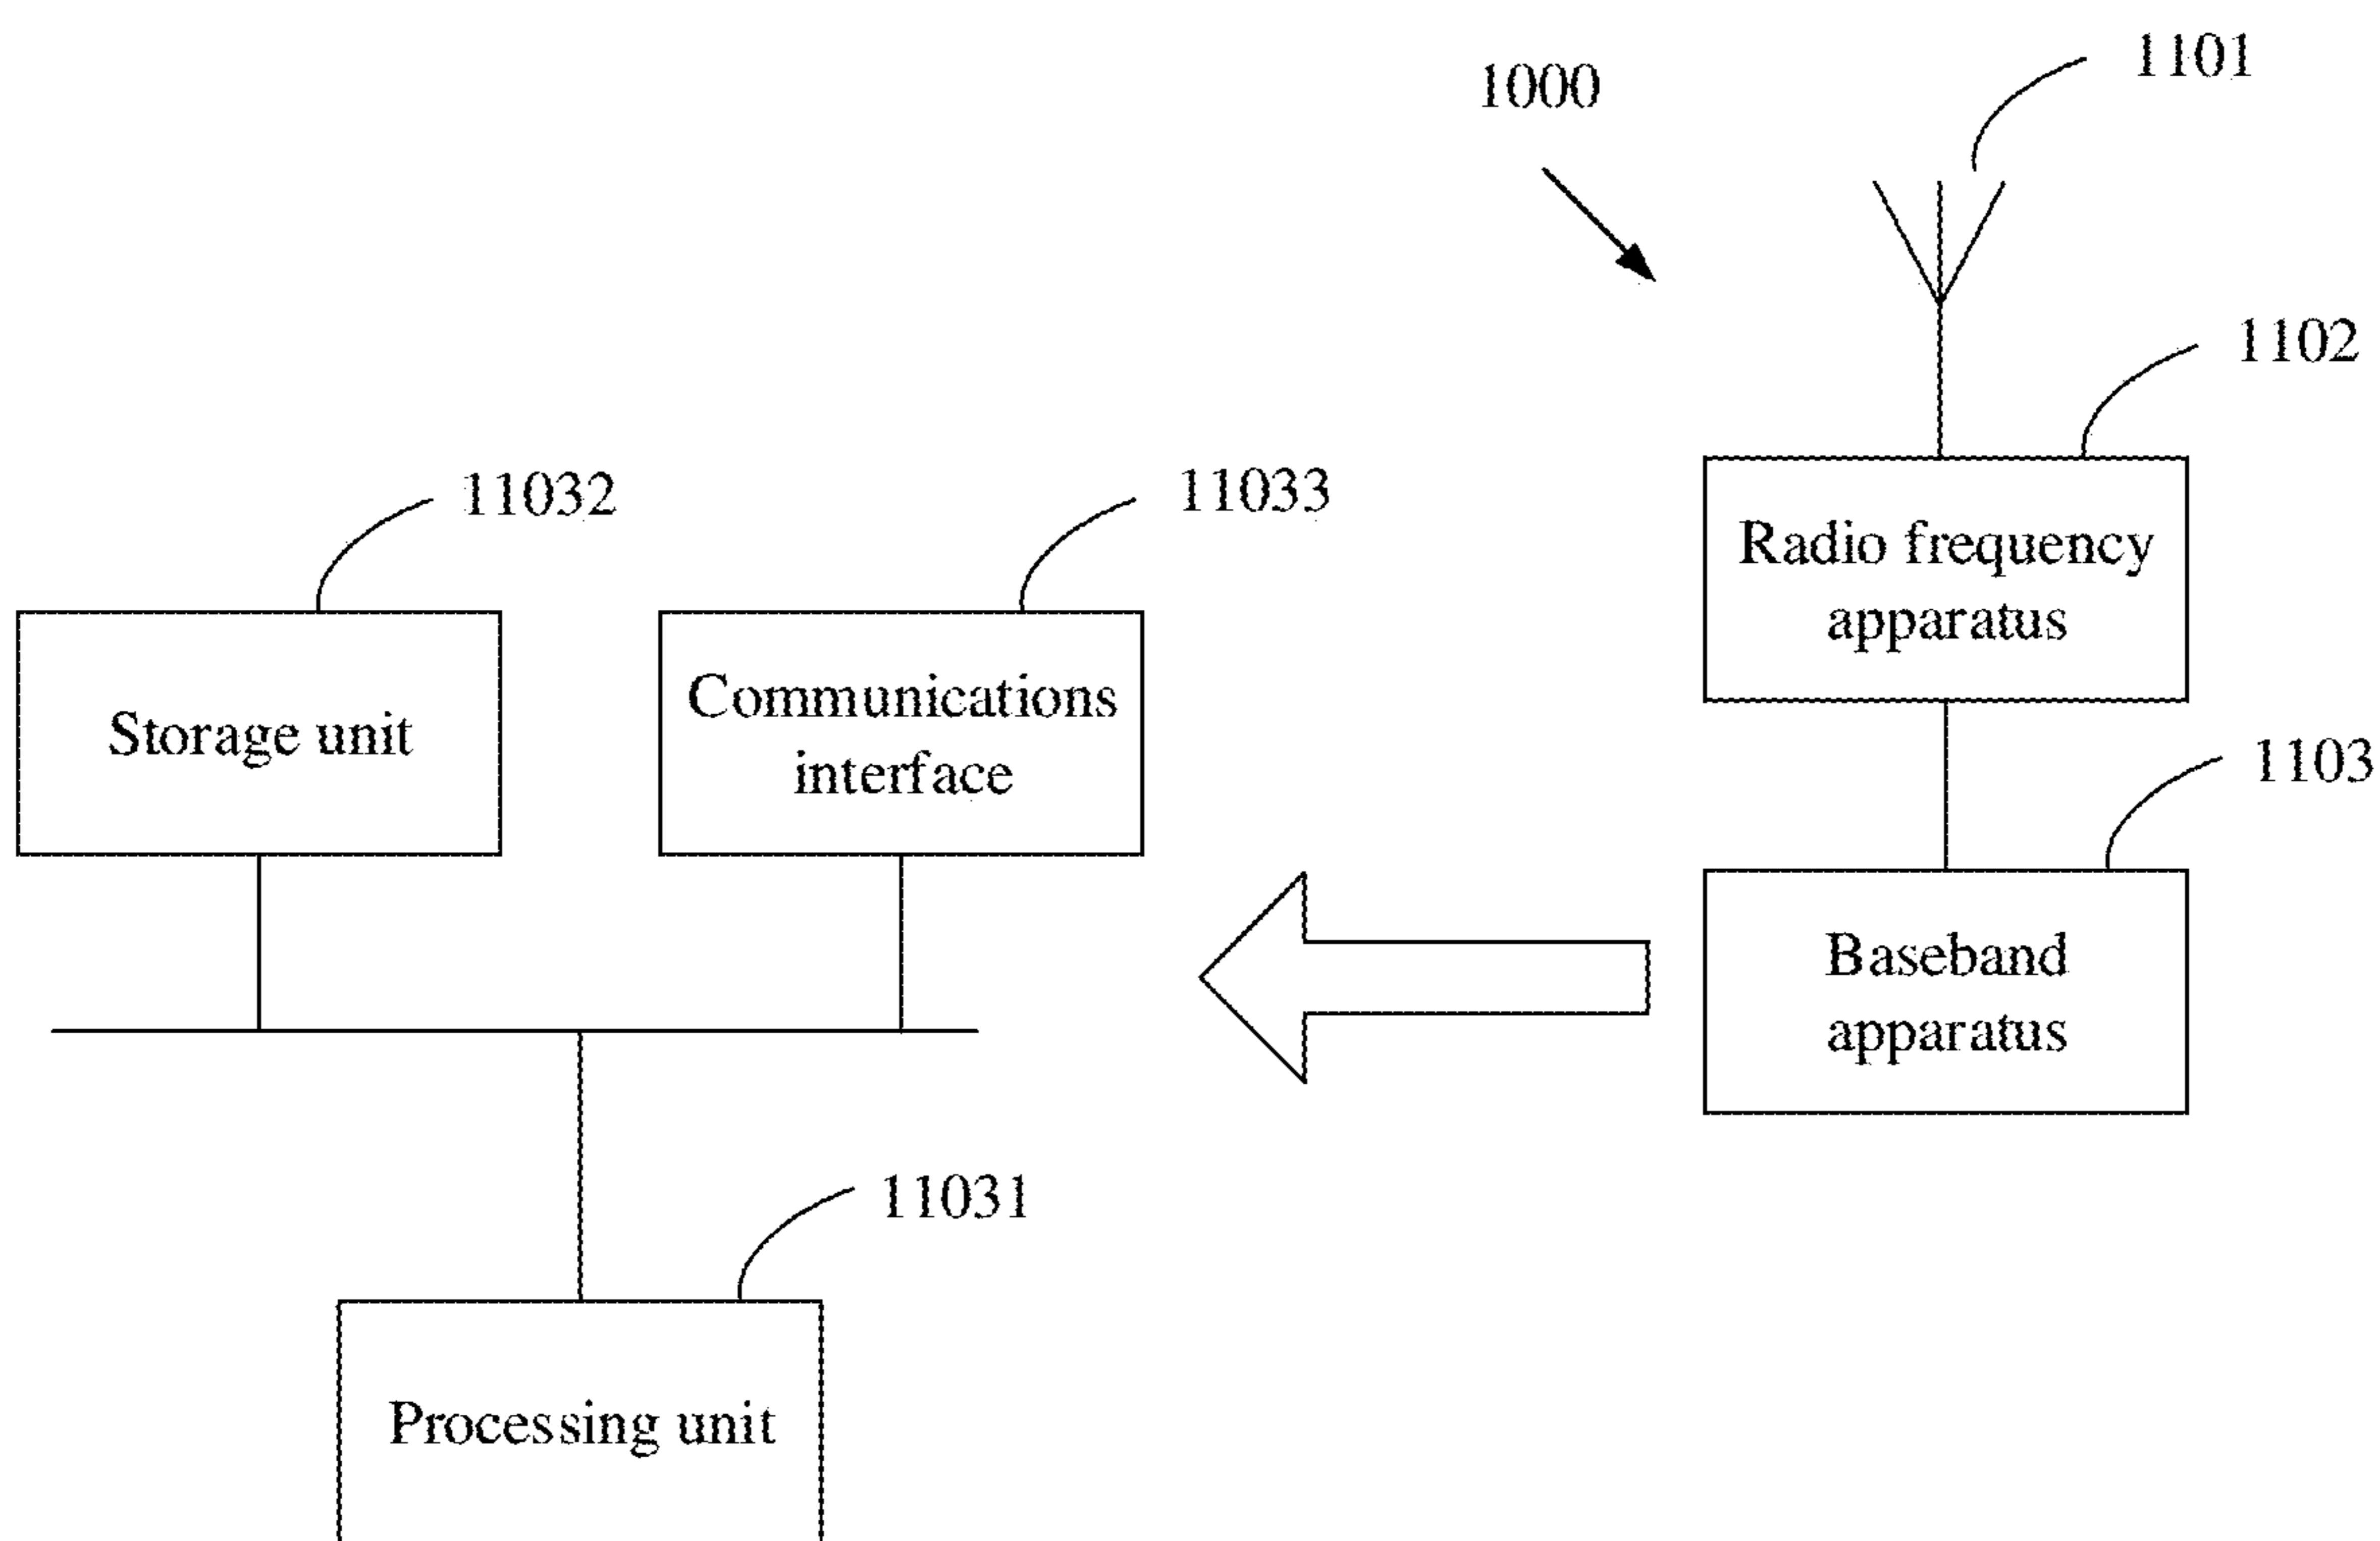 1101
1000
1102
11032
11033
Radio frequency
apparatus
Storage unit
Communications
interface
1103
Baseband
apparatus
11031
Processing unit